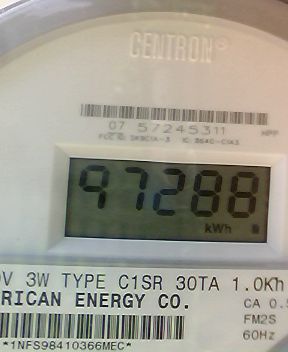 CENTRON®
07 57245311 MPP
97288
kWh
V 3W TYPE C1SR 30TA 1.0Kh
RICAN ENERGY CO.
CA 0.5
FM2S
60Hz
*1NFS98410366MEC*